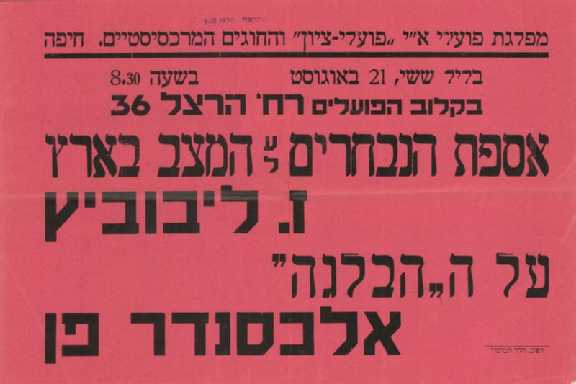 מפלגת פועלי א״י „פועלי-ציון״ והחוגים המרכסיסטיים. חיפה
בליל ששי, 21 באוגוסט בשעה 8.30
בקלוב הפועלים רח׳ הרצל 36
אספת הנבחרים ע ל המצב בארץ
ז. ליבוביץ
על ה„הבלגה״
אלכסנדר פן